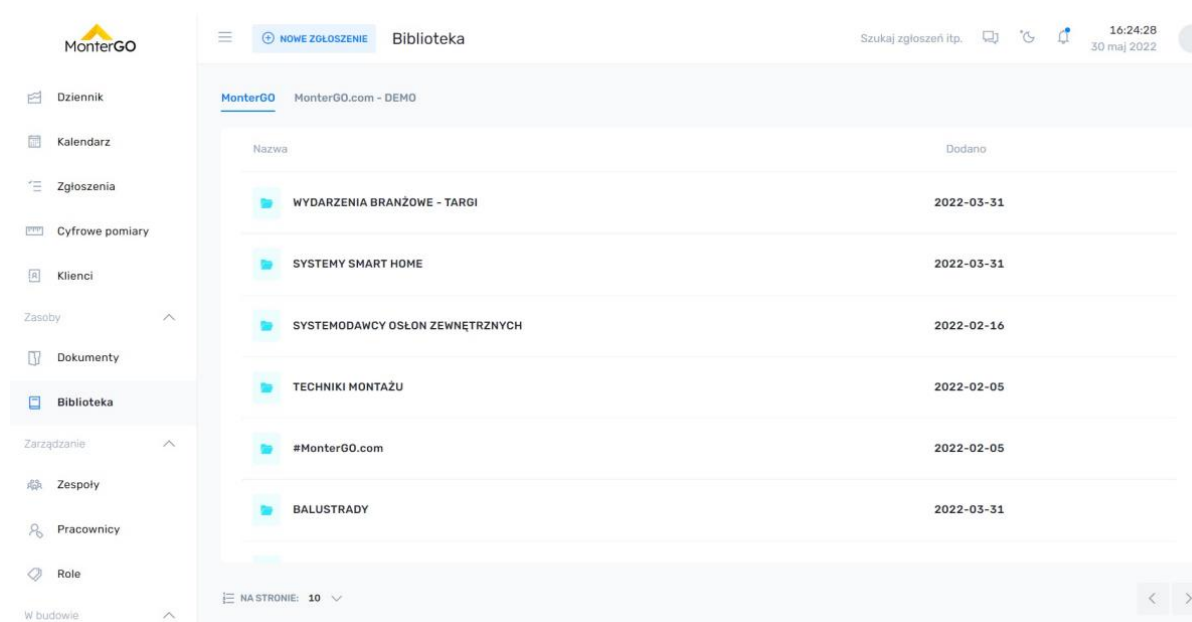 MonterGO
NOWE ZGŁOSZENIE
Biblioteka
Szukaj zgłoszeń itp.
16:24:28
30 maj 2022
Dziennik
Kalendarz
Zgłoszenia
Cyfrowe pomiary
Klienci
Zasoby
Dokumenty
Biblioteka
Zarządzanie
Zespoły
Pracownicy
Role
W budowie
MonterGO MonterGO.com - DEMO
Nazwa Dodano
WYDARZENIA BRANŻOWE - TARGI 2022-03-31
SYSTEMY SMART HOME 2022-03-31
SYSTEMODAWCY OSŁON ZEWNĘTRZNYCH 2022-02-16
TECHNIKI MONTAŻU 2022-02-05
#MonterGO.com 2022-02-05
BALUSTRADY 2022-03-31
NA STRONIE: 10